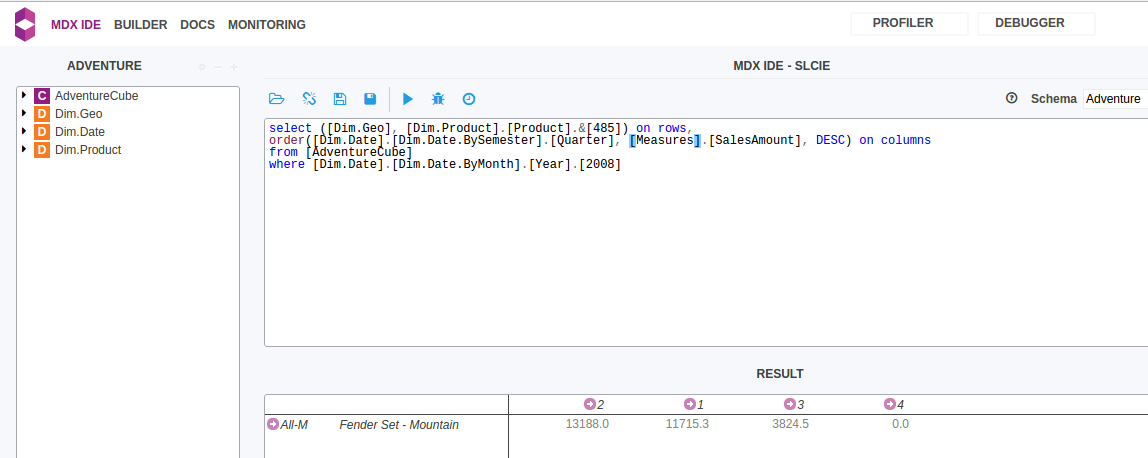 MDX IDE BUILDER DOCS MONITORING PROFILER DEBUGGER
ADVENTURE
C AdventureCube
D Dim.Geo
D Dim.Date
D Dim.Product
MDX IDE - SLCIE
Schema Adventure
select ([Dim.Geo], [Dim.Product].[Product].&[485]) on rows,
order([Dim.Date].[Dim.Date.BySemester].[Quarter], [Measures].[SalesAmount], DESC) on columns
from [AdventureCube]
where [Dim.Date].[Dim.Date.ByMonth].[Year].[2008]
RESULT
2 1 3 4
All-M Fender Set - Mountain 13188.0 11715.3 3824.5 0.0